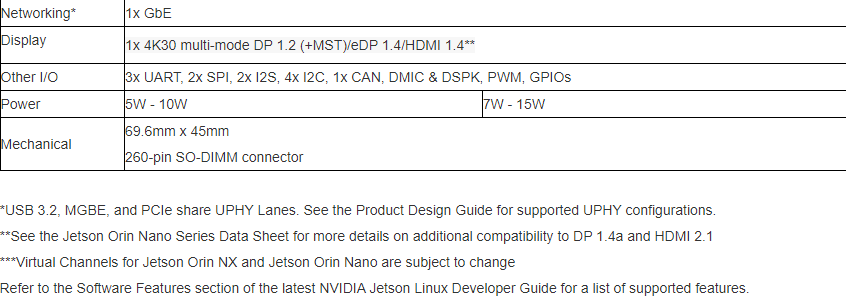 Networking* 1x GbE
Display 1x 4K30 multi-mode DP 1.2 (+MST)/eDP 1.4/HDMI 1.4**
Other I/O 3x UART, 2x SPI, 2x I2S, 4x I2C, 1x CAN, DMIC & DSPK, PWM, GPIOs
Power 5W - 10W 7W - 15W
Mechanical 69.6mm x 45mm
260-pin SO-DIMM connector
*USB 3.2, MGBE, and PCIe share UPHY Lanes. See the Product Design Guide for supported UPHY configurations.
**See the Jetson Orin Nano Series Data Sheet for more details on additional compatibility to DP 1.4a and HDMI 2.1
***Virtual Channels for Jetson Orin NX and Jetson Orin Nano are subject to change
Refer to the Software Features section of the latest NVIDIA Jetson Linux Developer Guide for a list of supported features.